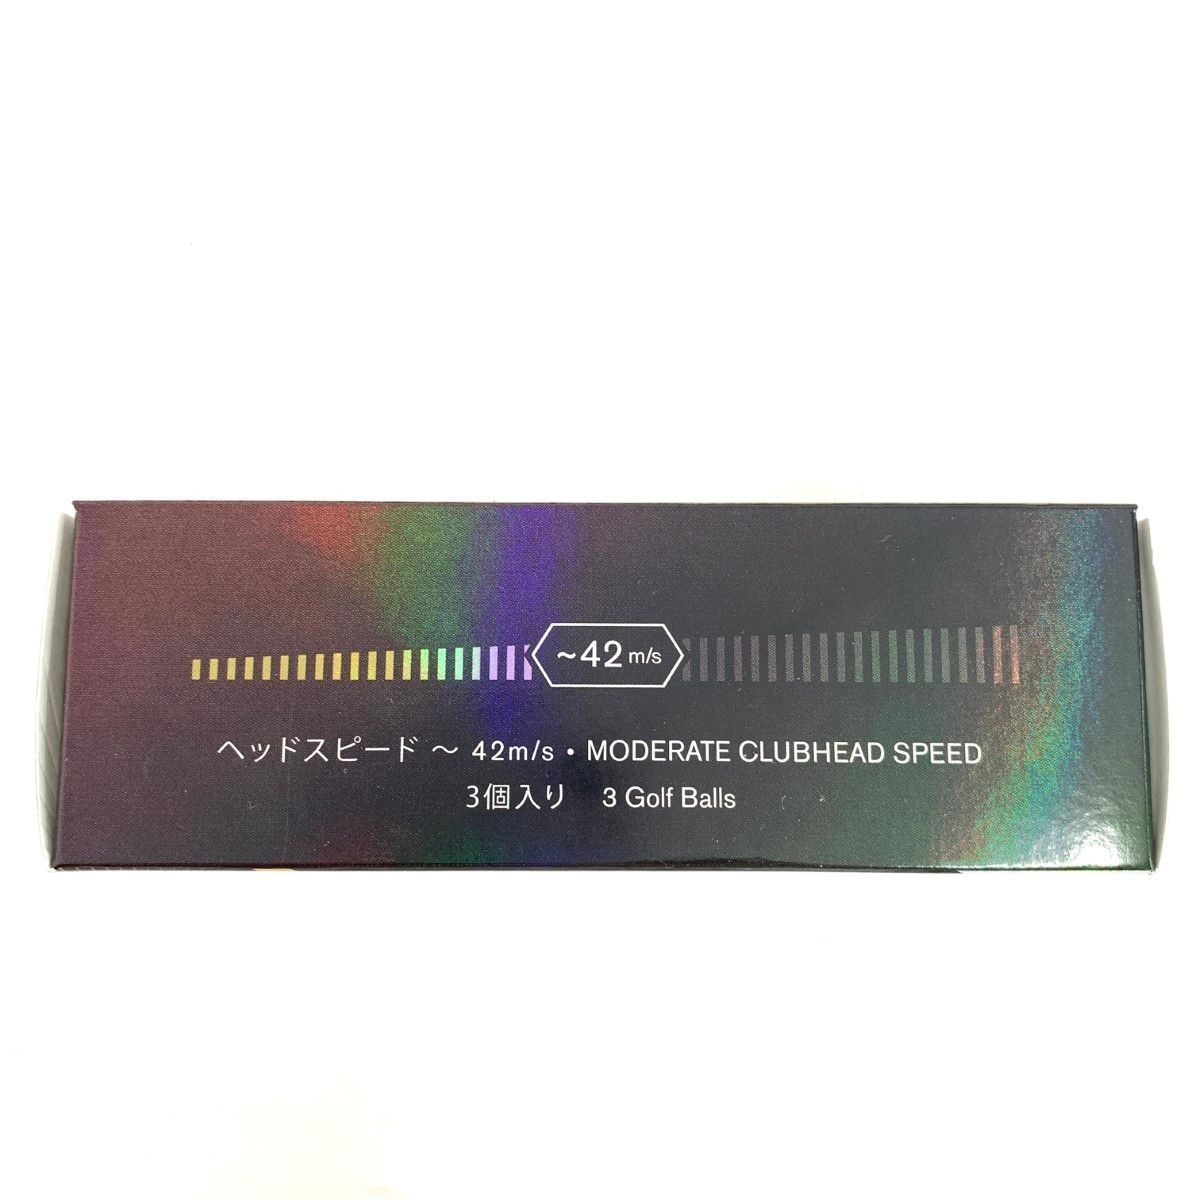 ~42 m/s
ヘッドスピード ～ 42m/s・MODERATE CLUBHEAD SPEED
3個入り 3 Golf Balls